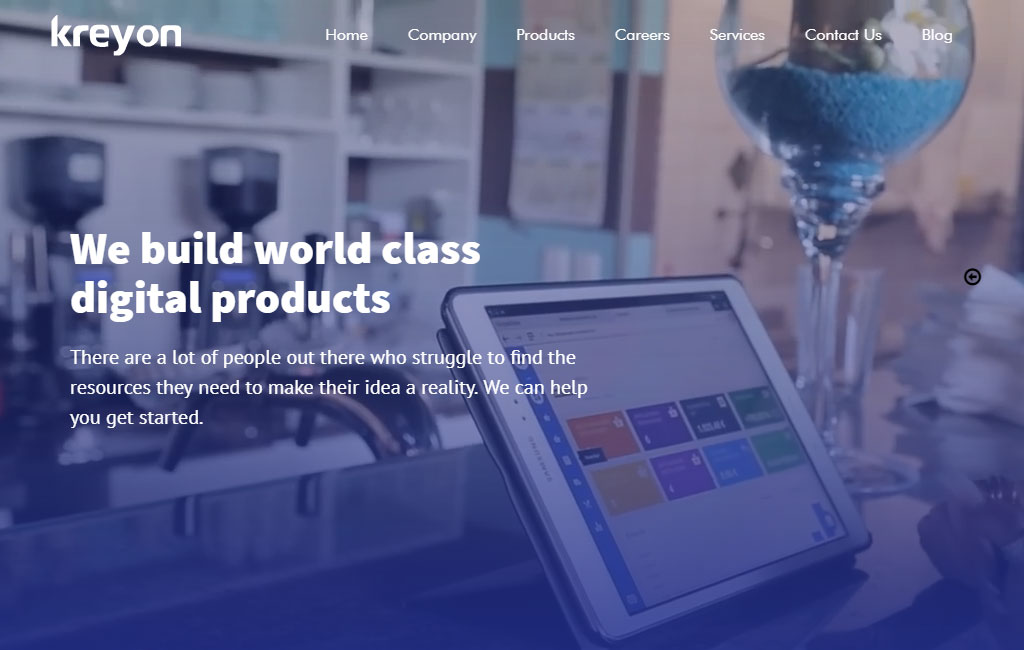 kreyon
Home Company Products Careers Services Contact Us Blog
We build world class
digital products
There are a lot of people out there who struggle to find the
resources they need to make their idea a reality. We can help
you get started.
SAMSUNG